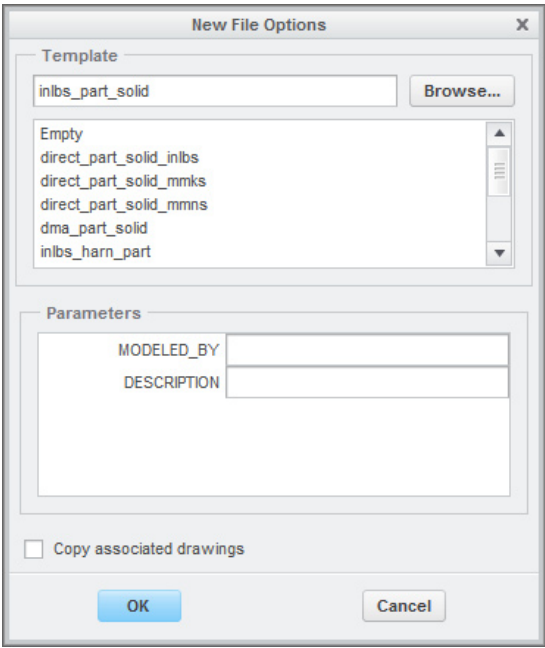 New File Options
Template
inlbs_part_solid
Browse...
Empty
direct_part_solid_inlbs
direct_part_solid_mmks
direct_part_solid_mmns
dma_part_solid
inlbs_harn_part
Parameters
MODELED_BY
DESCRIPTION
Copy associated drawings
OK
Cancel